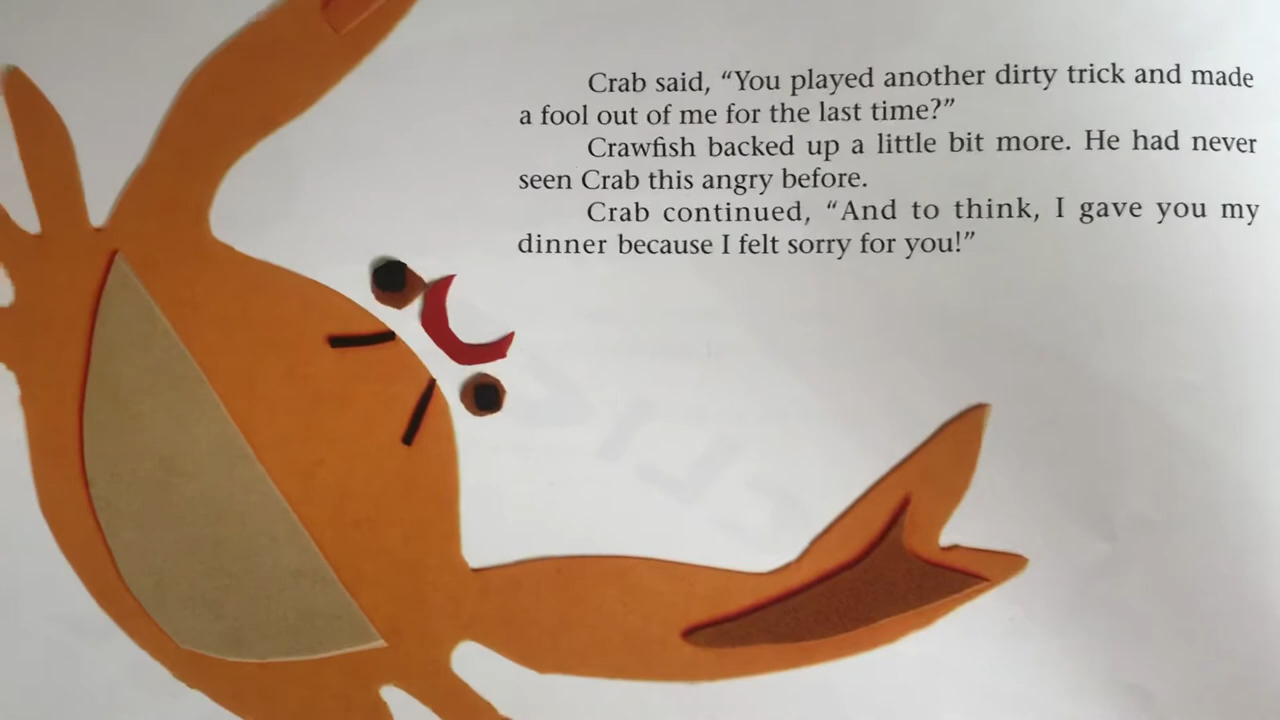 Crab said, “You played another dirty trick and made
a fool out of me for the last time?”
Crawfish backed up a little bit more. He had never
seen Crab this angry before.
Crab continued, “And to think, I gave you my
dinner because I felt sorry for you!”